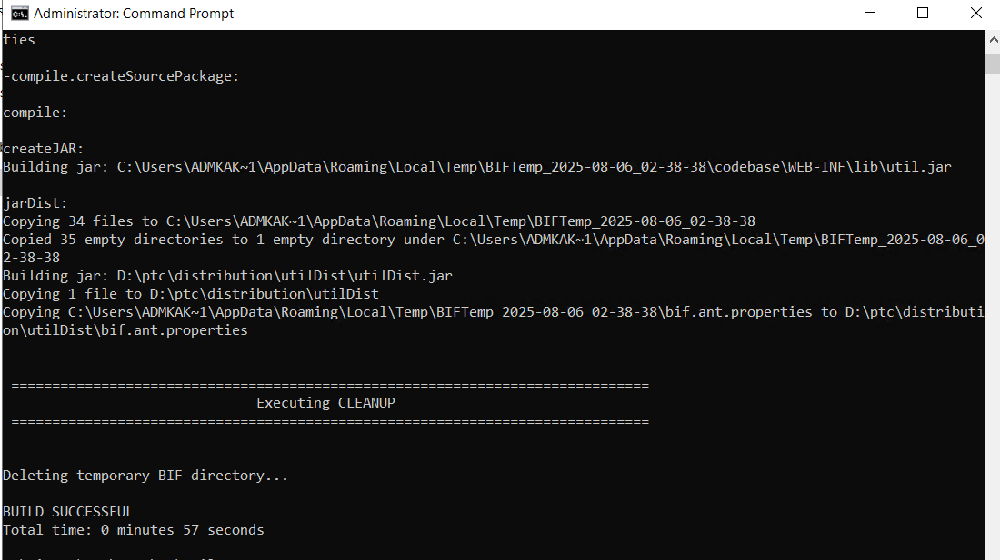 Administrator: Command Prompt
ties
-compile.createSourcePackage:
compile:
createJAR:
Building jar: C:\Users\ADMKAK~1\AppData\Roaming\Local\Temp\BIFTemp_2025-08-06_02-38-38\codebase\WEB-INF\lib\util.jar
jarDist:
Copying 34 files to C:\Users\ADMKAK~1\AppData\Roaming\Local\Temp\BIFTemp_2025-08-06_02-38-38
Copied 35 empty directories to 1 empty directory under C:\Users\ADMKAK~1\AppData\Roaming\Local\Temp\BIFTemp_2025-08-06_0
2-38-38
Building jar: D:\ptc\distribution\utilDist\utilDist.jar
Copying 1 file to D:\ptc\distribution\utilDist
Copying C:\Users\ADMKAK~1\AppData\Roaming\Local\Temp\BIFTemp_2025-08-06_02-38-38\bif.ant.properties to D:\ptc\distributi
on\utilDist\bif.ant.properties
==============================================================================
Executing CLEANUP
==============================================================================
Deleting temporary BIF directory...
BUILD SUCCESSFUL
Total time: 0 minutes 57 seconds